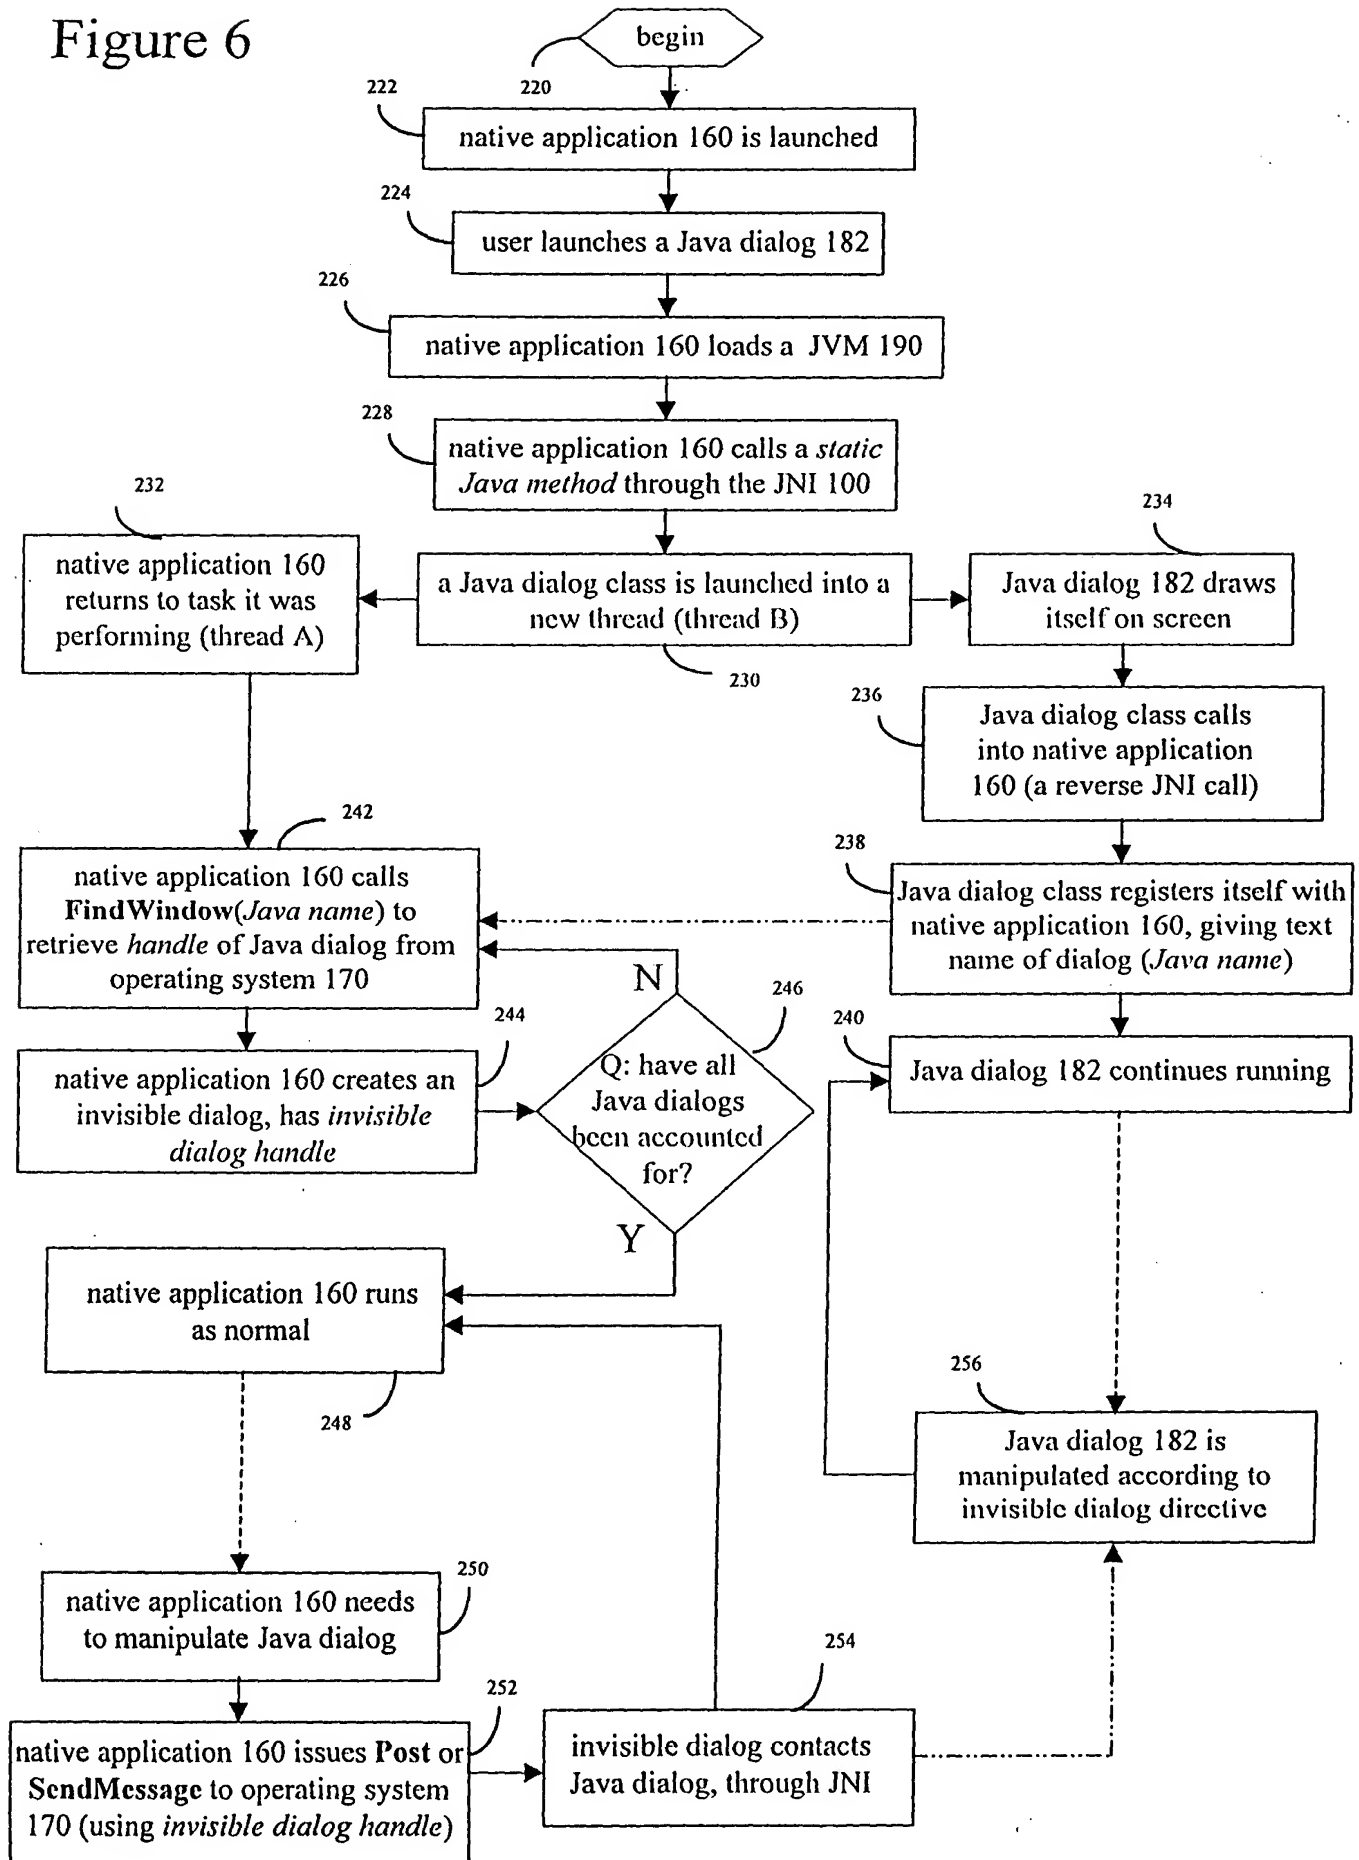 Figure 6
begin
220
222
native application 160 is launched
224
user launches a Java dialog 182
226
native application 160 loads a JVM 190
228
native application 160 calls a static
Java method through the JNI 100
232
native application 160
returns to task it was
performing (thread A)
a Java dialog class is launched into a
new thread (thread B)
230
234
Java dialog 182 draws
itself on screen
236
Java dialog class calls
into native application
160 (a reverse JNI call)
238
Java dialog class registers itself with
native application 160, giving text
name of dialog (Java name)
240
Java dialog 182 continues running
242
native application 160 calls
FindWindow(Java name) to
retrieve handle of Java dialog from
operating system 170
244
native application 160 creates an
invisible dialog, has invisible
dialog handle
N
246
Q: have all
Java dialogs
been accounted
for?
Y
native application 160 runs
as normal
248
256
Java dialog 182 is
manipulated according to
invisible dialog directive
250
native application 160 needs
to manipulate Java dialog
252
native application 160 issues Post or
SendMessage to operating system
170 (using invisible dialog handle)
254
invisible dialog contacts
Java dialog, through JNI